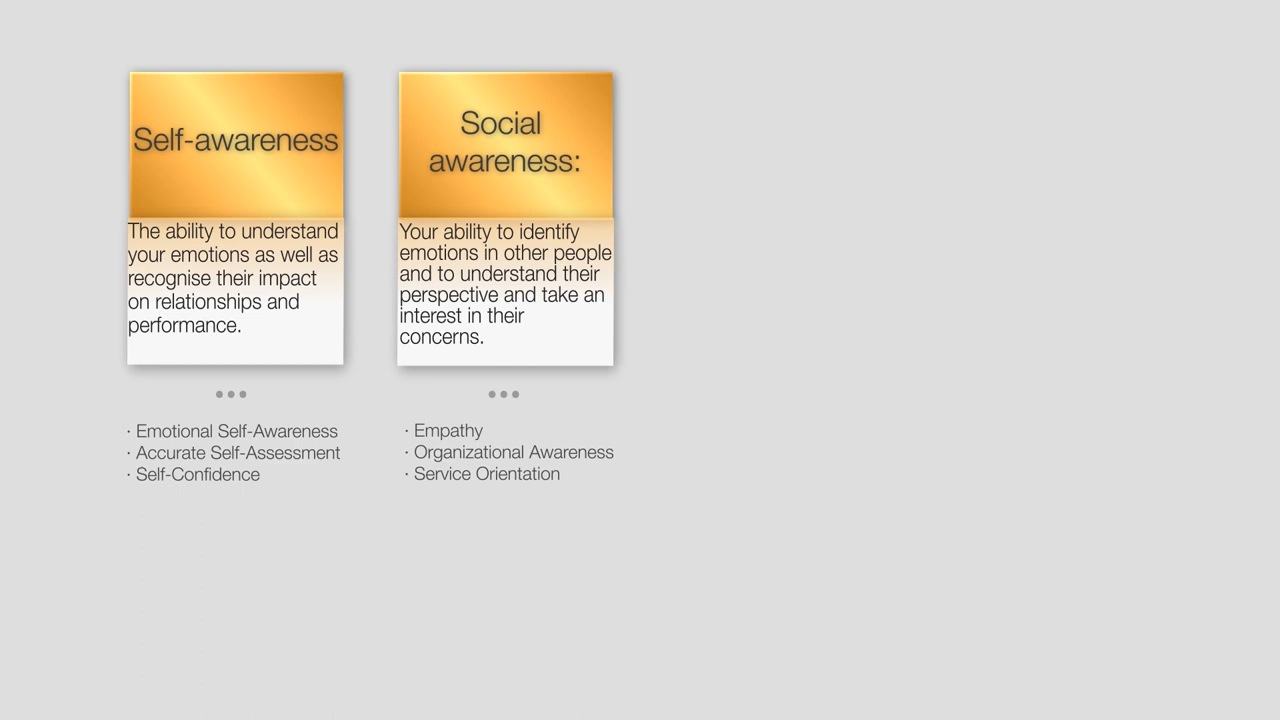 Self-awareness
The ability to understand
your emotions as well as
recognise their impact
on relationships and
performance.
· Emotional Self-Awareness
· Accurate Self-Assessment
· Self-Confidence
Social
awareness:
Your ability to identify
emotions in other people
and to understand their
perspective and take an
interest in their
concerns.
· Empathy
· Organizational Awareness
· Service Orientation